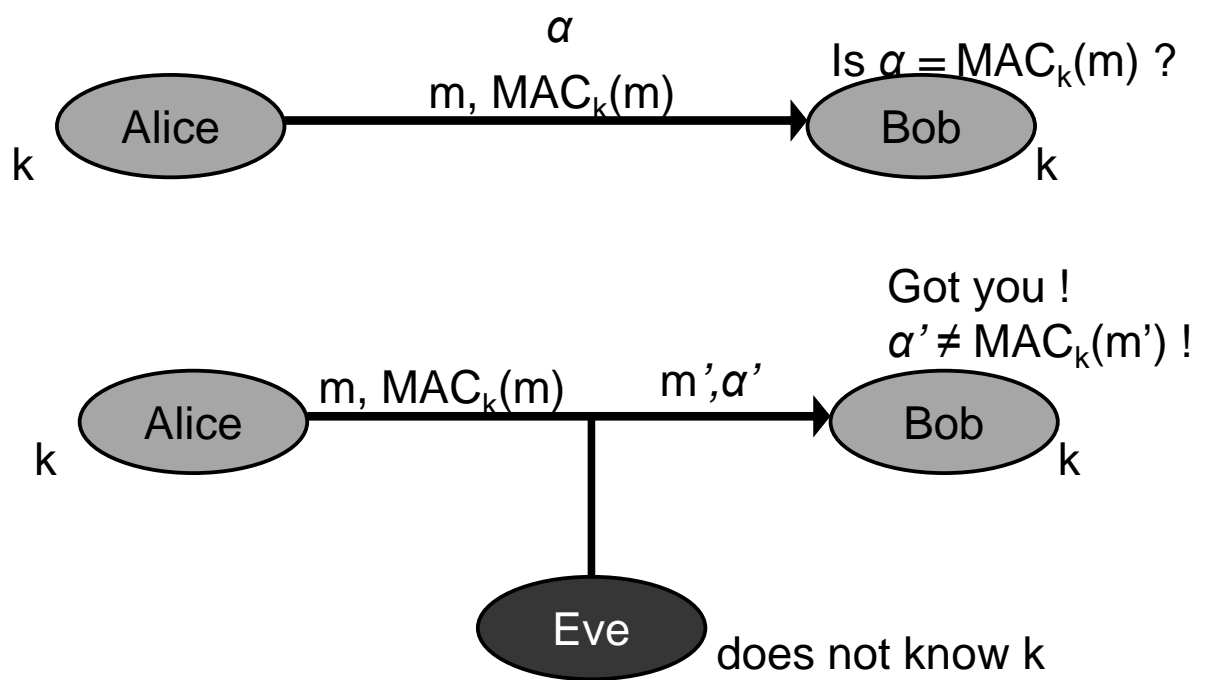 α
Is α = MACₖ(m) ?
m, MACₖ(m)
Alice
Bob
k
k
Got you !
α’ ≠ MACₖ(m’) !
m, MACₖ(m)
m’,α’
Alice
Bob
k
k
Eve
does not know k